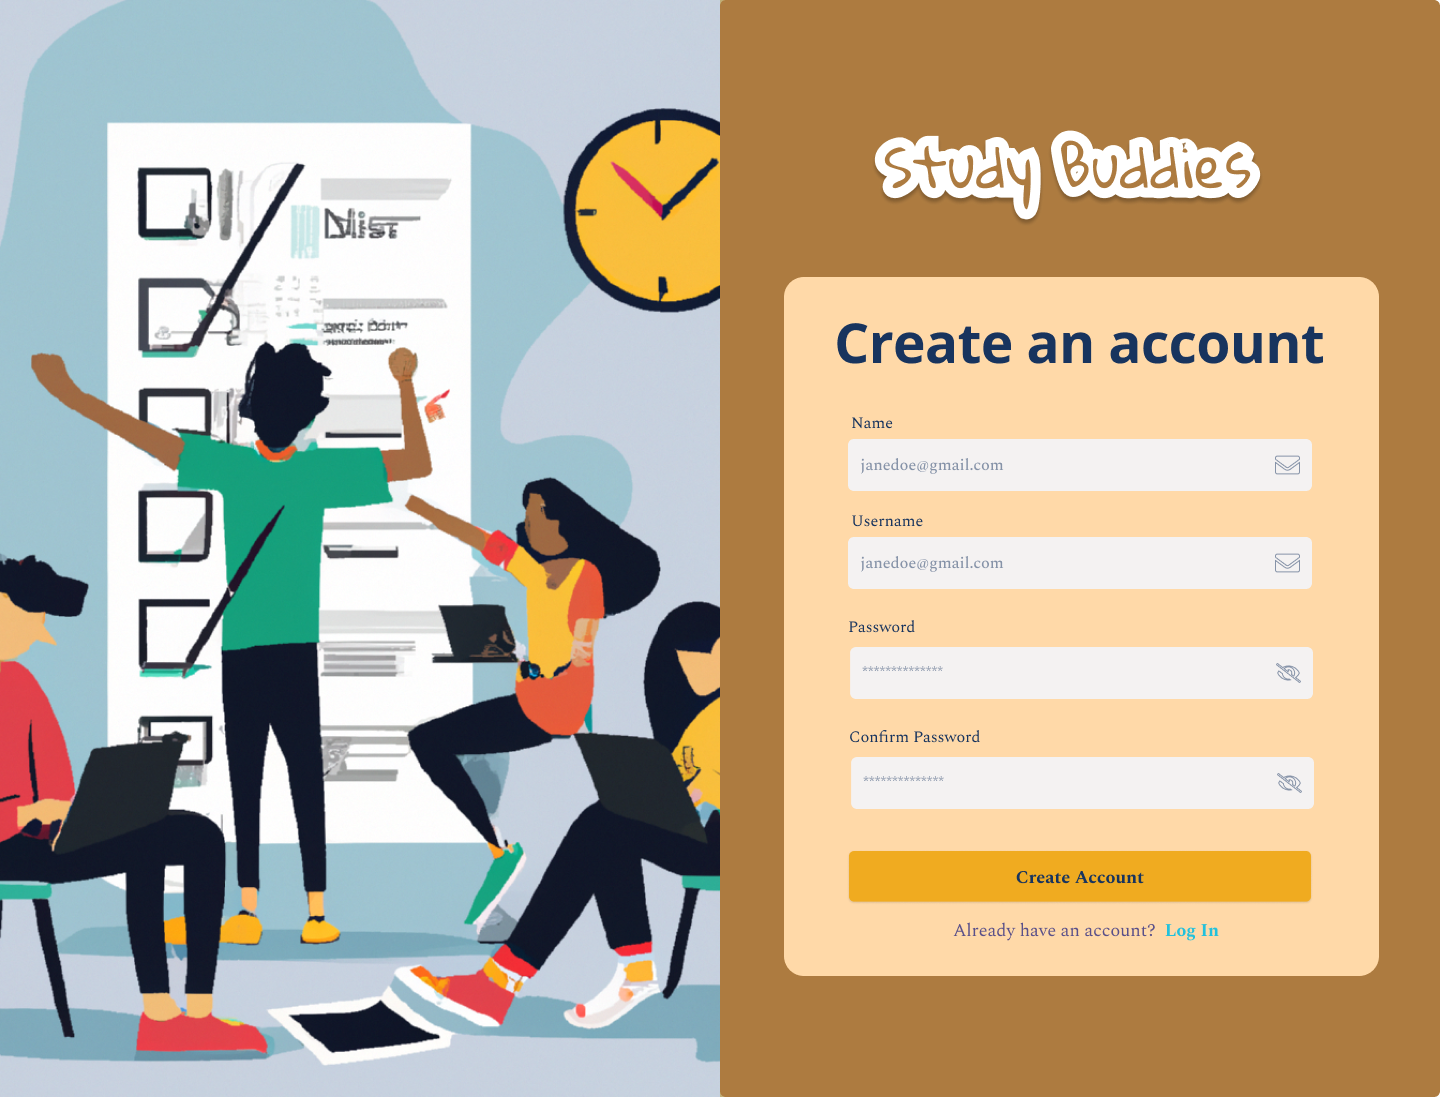 Study Buddies
Create an account
Name
janedoe@gmail.com
Username
janedoe@gmail.com
Password
**************
Confirm Password
**************
Create Account
Already have an account? Log In